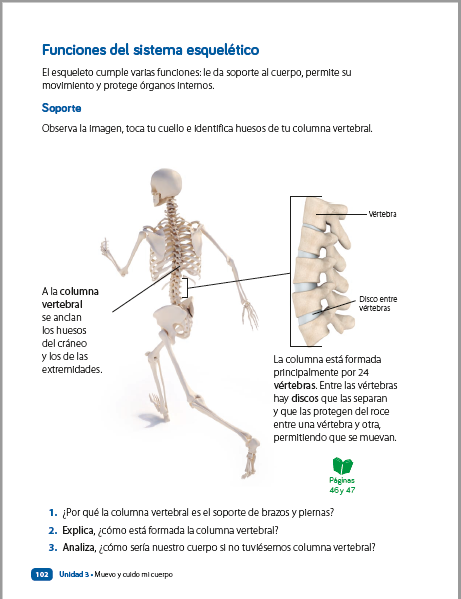 Funciones del sistema esquelético
El esqueleto cumple varias funciones: le da soporte al cuerpo, permite su
movimiento y protege órganos internos.
Soporte
Observa la imagen, toca tu cuello e identifica huesos de tu columna vertebral.
Vértebra
Disco entre
vértebras
A la columna
vertebral
se anclan
los huesos
del cráneo
y los de las
extremidades.
La columna está formada
principalmente por 24
vértebras. Entre las vértebras
hay discos que las separan
y que las protegen del roce
entre una vértebra y otra,
permitiendo que se muevan.
Páginas
46 y 47
1. ¿Por qué la columna vertebral es el soporte de brazos y piernas?
2. Explica, ¿cómo está formada la columna vertebral?
3. Analiza, ¿cómo sería nuestro cuerpo si no tuviésemos columna vertebral?
102 Unidad 3 • Muevo y cuido mi cuerpo